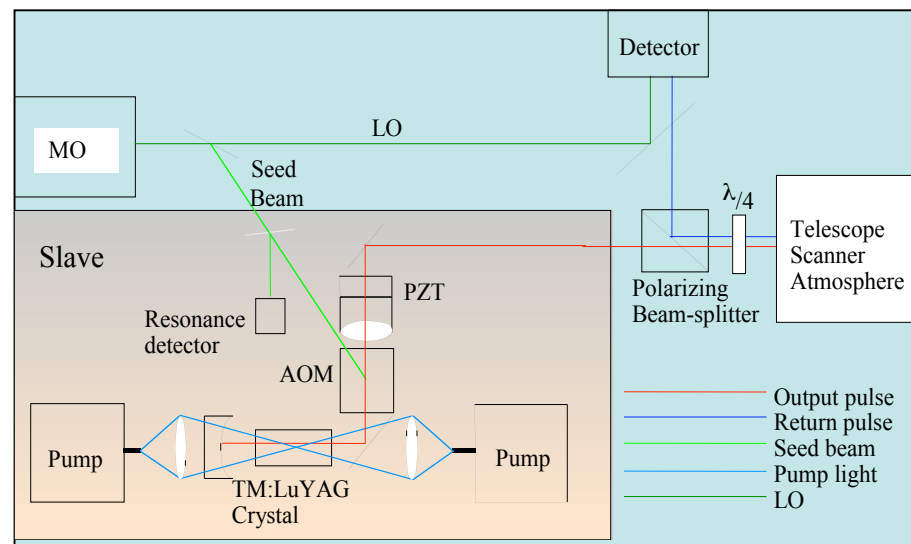 Detector
MO
LO
Seed
Beam
λ/4
Telescope
Scanner
Atmosphere
Slave
PZT
Polarizing
Beam-splitter
Resonance
detector
AOM
Pump
Pump
TM:LuYAG
Crystal
Output pulse
Return pulse
Seed beam
Pump light
LO